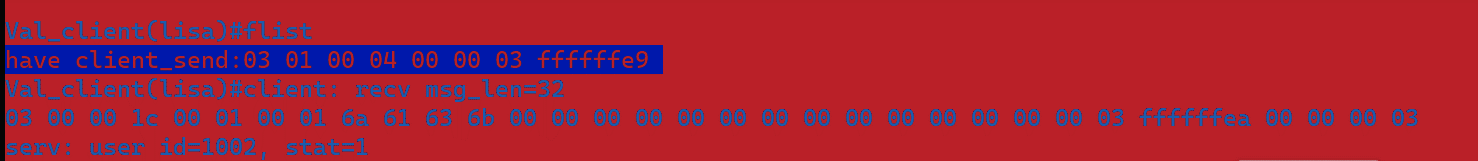 Val_client(lisa)#flist
have client_send:03 01 00 04 00 00 03 ffffffe9
Val_client(lisa)#client: recv msg_len=32
03 00 00 1c 00 01 00 01 6a 61 63 6b 00 00 00 00 00 00 00 00 00 00 00 00 00 00 03 ffffffea 00 00 00 03
serv: user id=1002, stat=1